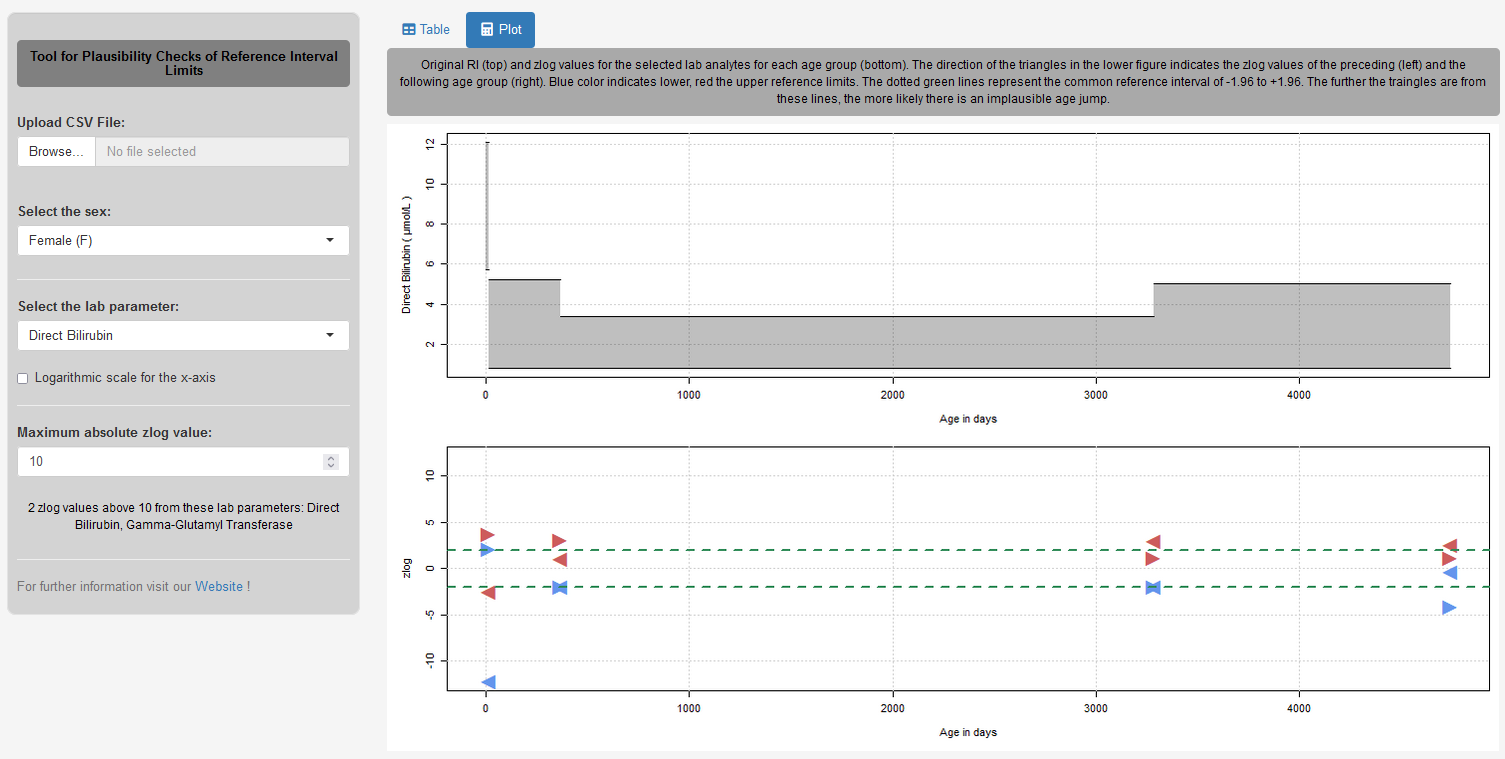 Tool for Plausibility Checks of Reference Interval
Limits
Upload CSV File:
Browse...
No file selected
Select the sex:
Female (F)
Select the lab parameter:
Direct Bilirubin
Logarithmic scale for the x-axis
Maximum absolute zlog value:
10
2 zlog values above 10 from these lab parameters: Direct
Bilirubin, Gamma-Glutamyl Transferase
For further information visit our Website !
Table
Plot
Original RI (top) and zlog values for the selected lab analytes for each age group (bottom). The direction of the triangles in the lower figure indicates the zlog values of the preceding (left) and the
following age group (right). Blue color indicates lower, red the upper reference limits. The dotted green lines represent the common reference interval of -1.96 to +1.96. The further the traingles are from
these lines, the more likely there is an implausible age jump.
Direct Bilirubin ( µmol/L )
12
10
8
6
4
2
0
1000
2000
3000
4000
Age in days
zlog
10
5
0
-5
-10
0
1000
2000
3000
4000
Age in days